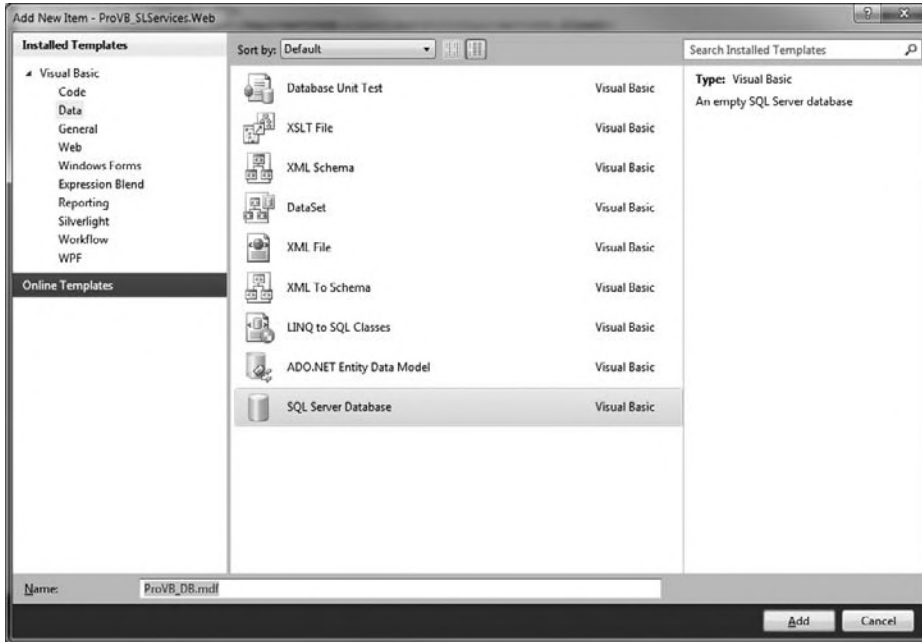 Add New Item - ProVB_SLServices.Web
Installed Templates
Visual Basic
Code
Data
General
Web
Windows Forms
Expression Blend
Reporting
Silverlight
Workflow
WPF
Online Templates
Sort by: Default
Database Unit Test Visual Basic
XSLT File Visual Basic
XML Schema Visual Basic
DataSet Visual Basic
XML File Visual Basic
XML To Schema Visual Basic
LINQ to SQL Classes Visual Basic
ADO.NET Entity Data Model Visual Basic
SQL Server Database Visual Basic
Search Installed Templates
Type: Visual Basic
An empty SQL Server database
Name: ProVB_DB.mdf
Add Cancel